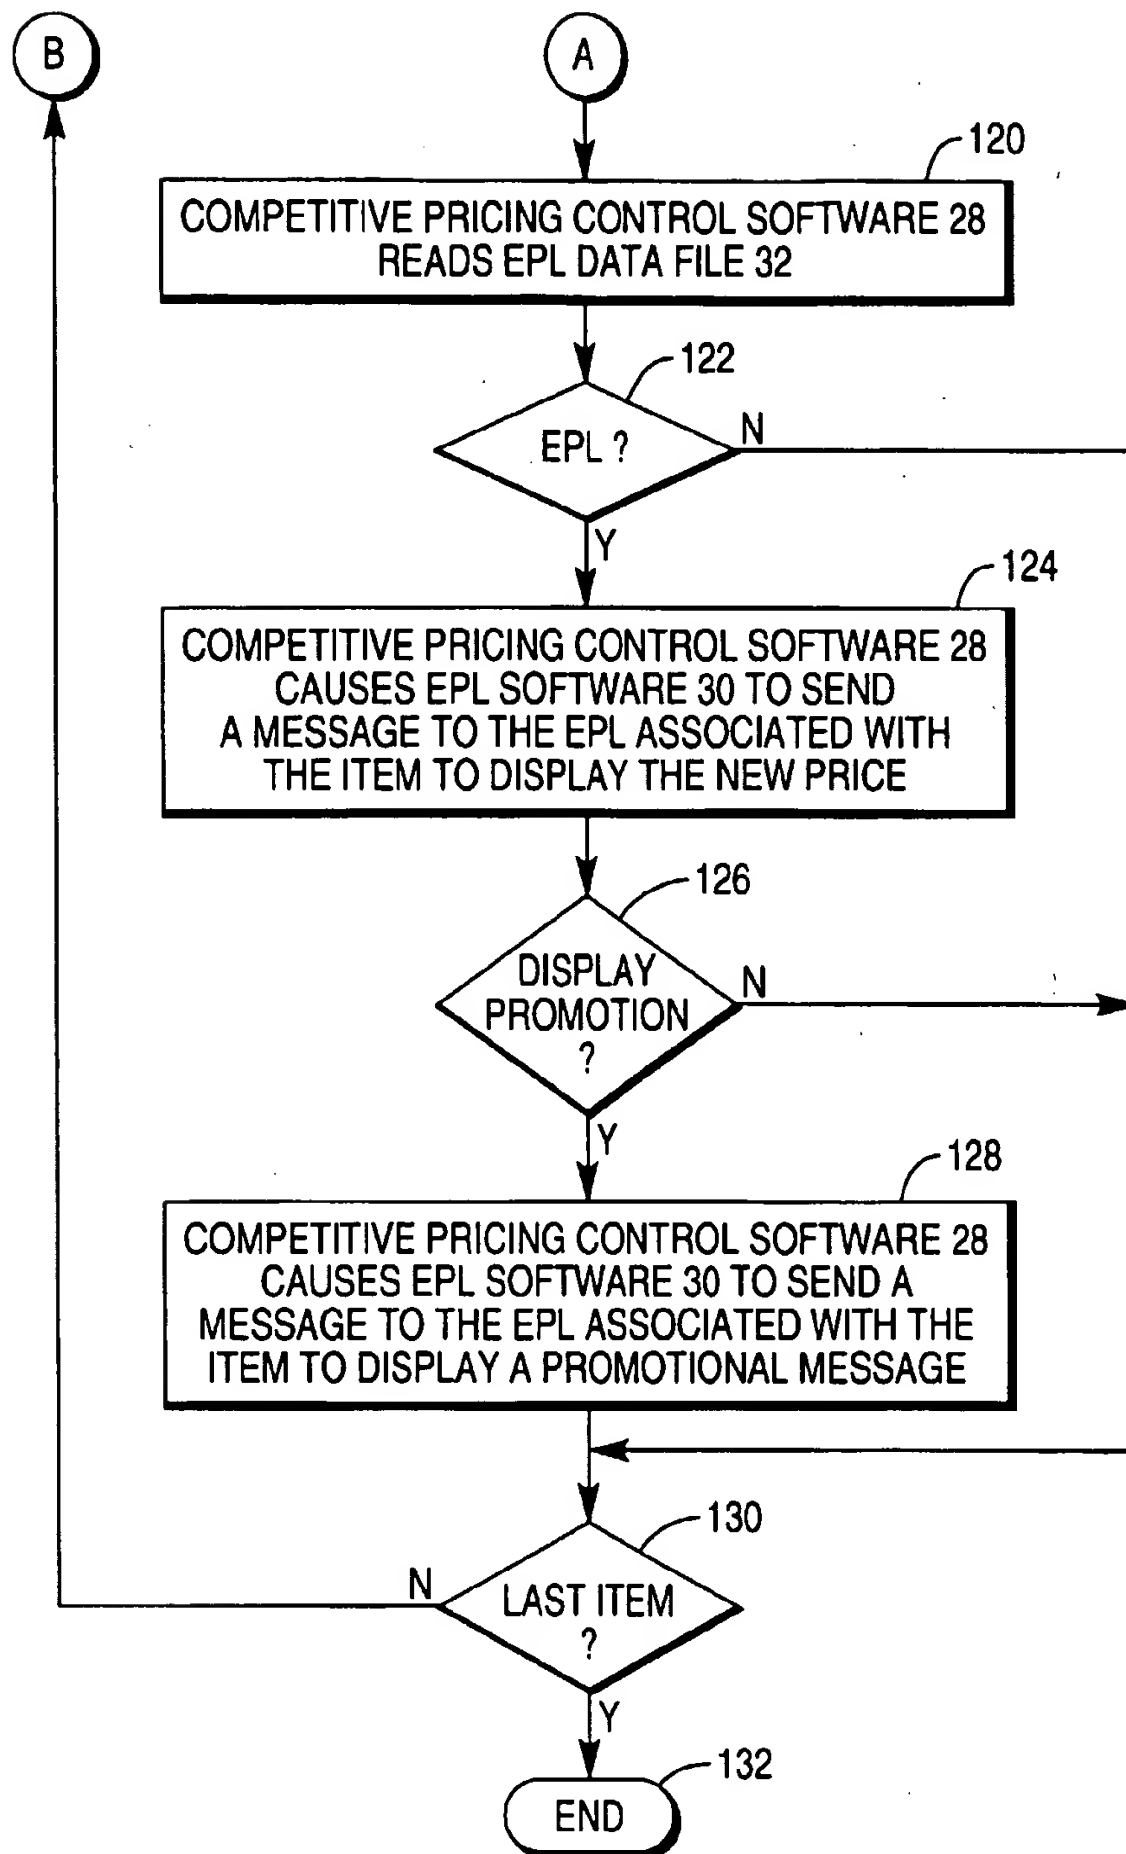 B
A
120
COMPETITIVE PRICING CONTROL SOFTWARE 28
READS EPL DATA FILE 32
122
EPL ?
N
Y
124
COMPETITIVE PRICING CONTROL SOFTWARE 28
CAUSES EPL SOFTWARE 30 TO SEND
A MESSAGE TO THE EPL ASSOCIATED WITH
THE ITEM TO DISPLAY THE NEW PRICE
126
DISPLAY
PROMOTION
?
N
Y
128
COMPETITIVE PRICING CONTROL SOFTWARE 28
CAUSES EPL SOFTWARE 30 TO SEND A
MESSAGE TO THE EPL ASSOCIATED WITH THE
ITEM TO DISPLAY A PROMOTIONAL MESSAGE
130
N
LAST ITEM
?
Y
132
END